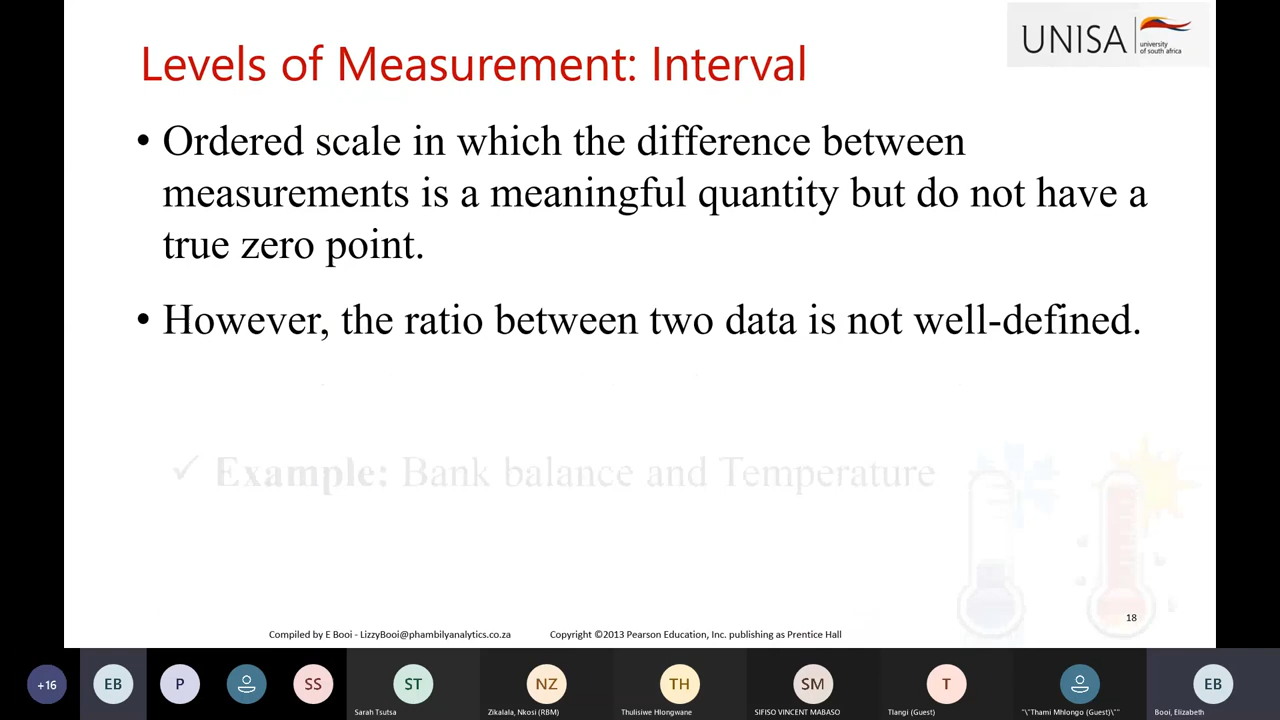 UNISA
university
of south africa
Levels of Measurement: Interval
• Ordered scale in which the difference between
measurements is a meaningful quantity but do not have a
true zero point.
• However, the ratio between two data is not well-defined.
✓ Example: Bank balance and Temperature
18
Compiled by E Booi - LizzyBooi@phambilyanalytics.co.za
Copyright ©2013 Pearson Education, Inc. publishing as Prentice Hall
+16
EB
P
SS
ST
NZ
TH
SM
T
EB
Sarah Tsutsa
Zikalala, Nkosi (RBM)
Thulisiwe Hlongwane
SIFISO VINCENT MABASO
Tlangi (Guest)
"\"Thami Mhlongo (Guest)\""
Booi, Elizabeth